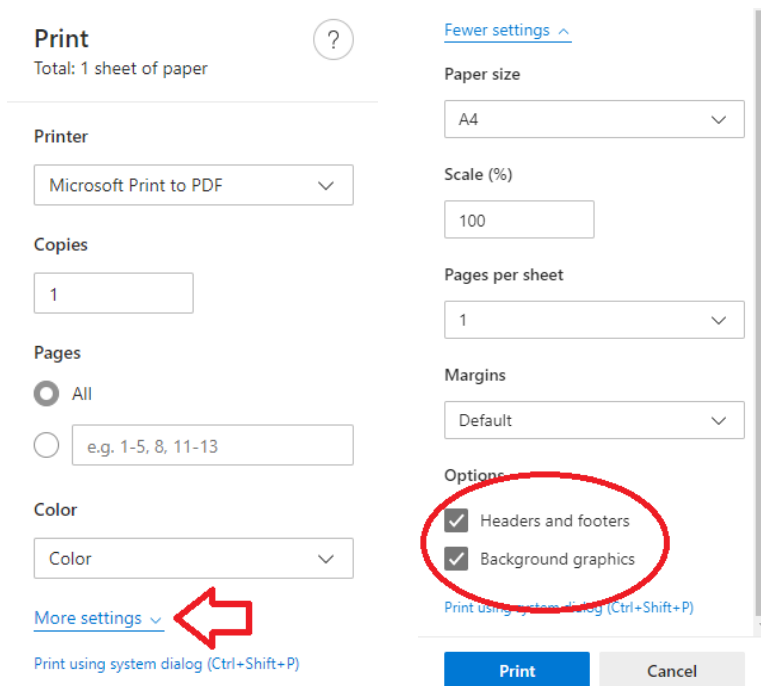 Print
?
Total: 1 sheet of paper
Printer
Microsoft Print to PDF
Copies
1
Pages
All
e.g. 1-5, 8, 11-13
Color
Color
More settings
Print using system dialog (Ctrl+Shift+P)
Fewer settings
Paper size
A4
Scale (%)
100
Pages per sheet
1
Margins
Default
Options
Headers and footers
Background graphics
Print using system dialog (Ctrl+Shift+P)
Print Cancel